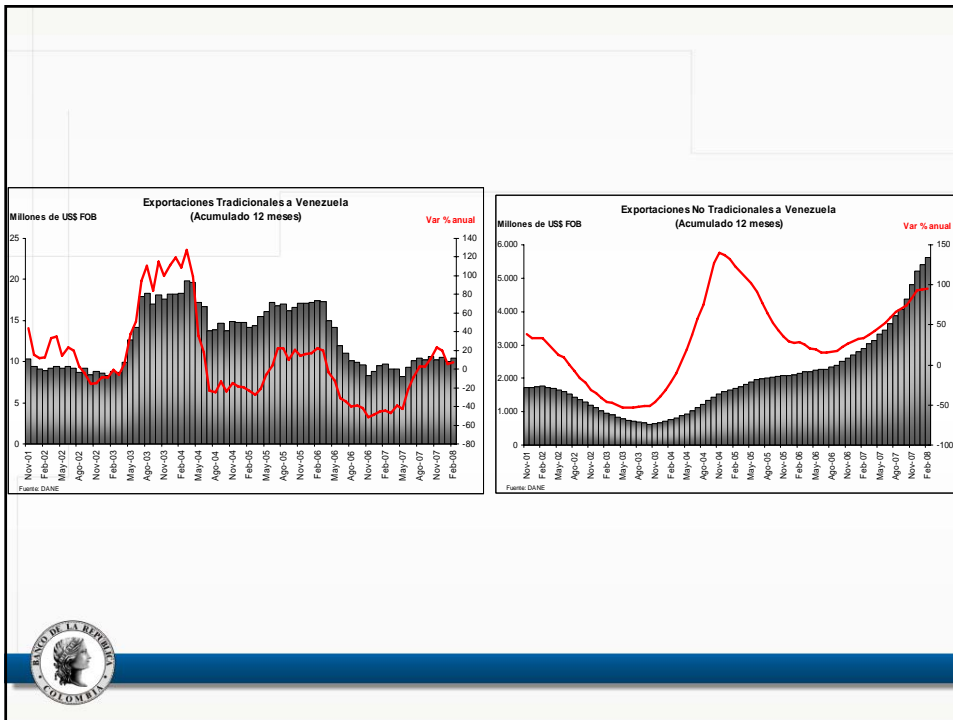 Exportaciones Tradicionales a Venezuela
(Acumulado 12 meses)
Millones de US$ FOB
Var % anual
25
20
15
10
5
0
140
120
100
80
60
40
20
0
-20
-40
-60
-80
Nov-01
Feb-02
May-02
Ago-02
Nov-02
Feb-03
May-03
Ago-03
Nov-03
Feb-04
May-04
Ago-04
Nov-04
Feb-05
May-05
Ago-05
Nov-05
Feb-06
May-06
Ago-06
Nov-06
Feb-07
May-07
Ago-07
Nov-07
Feb-08
Fuente: DANE
Exportaciones No Tradicionales a Venezuela
(Acumulado 12 meses)
Millones de US$ FOB
Var % anual
6.000
5.000
4.000
3.000
2.000
1.000
0
150
100
50
0
-50
-100
Nov-01
Feb-02
May-02
Ago-02
Nov-02
Feb-03
May-03
Ago-03
Nov-03
Feb-04
May-04
Ago-04
Nov-04
Feb-05
May-05
Ago-05
Nov-05
Feb-06
May-06
Ago-06
Nov-06
Feb-07
May-07
Ago-07
Nov-07
Feb-08
Fuente: DANE
BANCO DE LA REPUBLICA
COLOMBIA